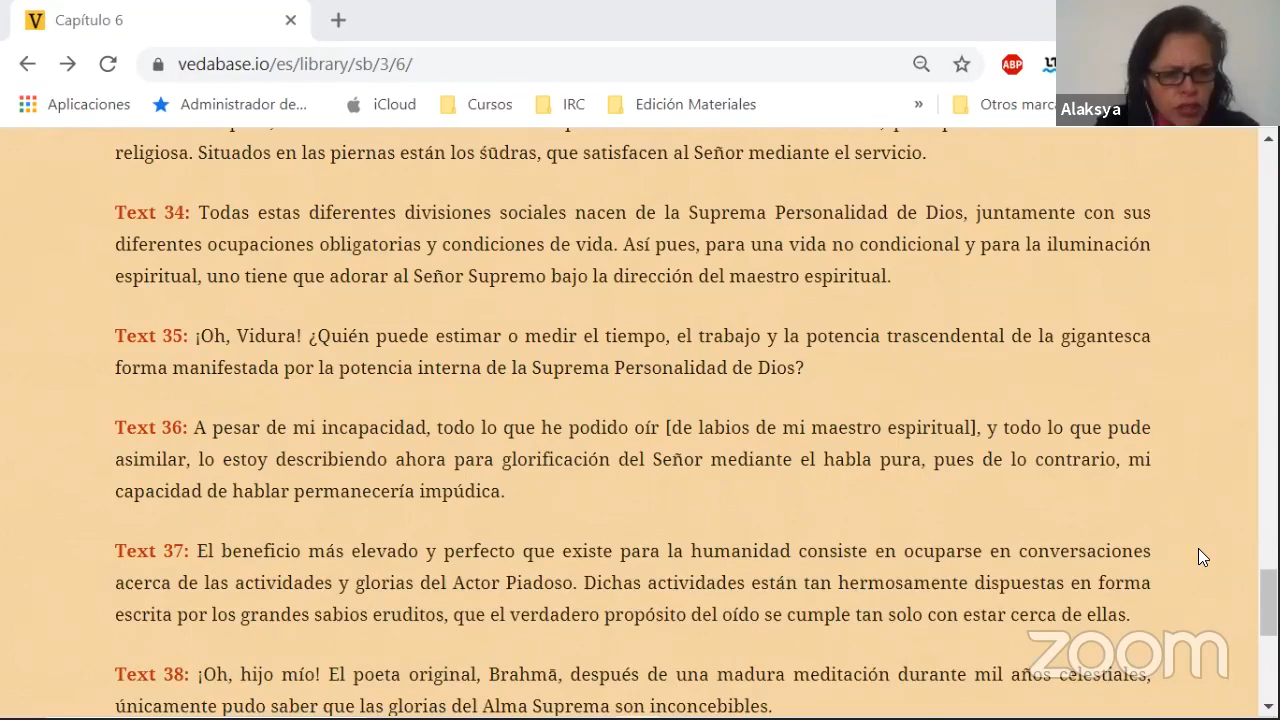 Capítulo 6
vedabase.io/es/library/sb/3/6/
ABP
Aplicaciones
Administrador de...
iCloud
Cursos
IRC
Edición Materiales
»
Otros marc
Alaksya
religiosa. Situados en las piernas están los śūdras, que satisfacen al Señor mediante el servicio.
Text 34: Todas estas diferentes divisiones sociales nacen de la Suprema Personalidad de Dios, juntamente con sus
diferentes ocupaciones obligatorias y condiciones de vida. Así pues, para una vida no condicional y para la iluminación
espiritual, uno tiene que adorar al Señor Supremo bajo la dirección del maestro espiritual.
Text 35: ¡Oh, Vidura! ¿Quién puede estimar o medir el tiempo, el trabajo y la potencia trascendental de la gigantesca
forma manifestada por la potencia interna de la Suprema Personalidad de Dios?
Text 36: A pesar de mi incapacidad, todo lo que he podido oír [de labios de mi maestro espiritual], y todo lo que pude
asimilar, lo estoy describiendo ahora para glorificación del Señor mediante el habla pura, pues de lo contrario, mi
capacidad de hablar permanecería impúdica.
Text 37: El beneficio más elevado y perfecto que existe para la humanidad consiste en ocuparse en conversaciones
acerca de las actividades y glorias del Actor Piadoso. Dichas actividades están tan hermosamente dispuestas en forma
escrita por los grandes sabios eruditos, que el verdadero propósito del oído se cumple tan solo con estar cerca de ellas.
zoom
Text 38: ¡Oh, hijo mío! El poeta original, Brahmā, después de una madura meditación durante mil años celestiales,
únicamente pudo saber que las glorias del Alma Suprema son inconcebibles.